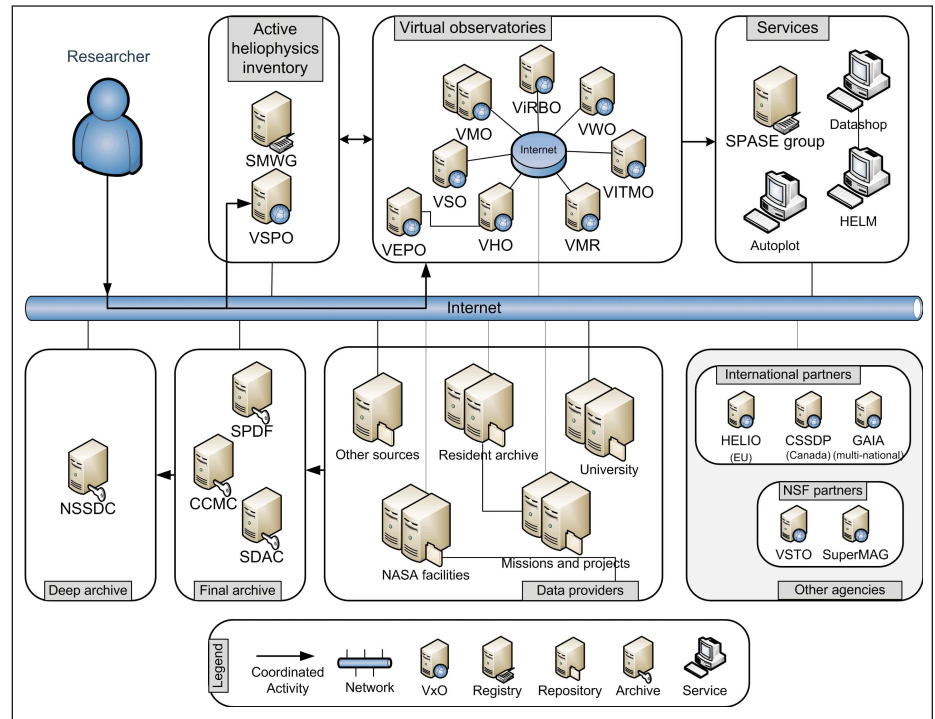 Researcher
Active
heliophysics
inventory
SMWG
VSPO
Virtual observatories
ViRBO
VMO
VWO
Internet
VSO
VITMO
VEPO
VHO
VMR
Services
SPASE group
Datashop
Autoplot
HELM
Internet
NSSDC
Deep archive
SPDF
CCMC
SDAC
Final archive
Other sources
Resident archive
University
NASA facilities
Missions and projects
Data providers
International partners
HELIO
(EU)
CSSDP
(Canada)
GAIA
(multi-national)
NSF partners
VSTO
SuperMAG
Other agencies
Legend
Coordinated
Activity
Network
VxO
Registry
Repository
Archive
Service